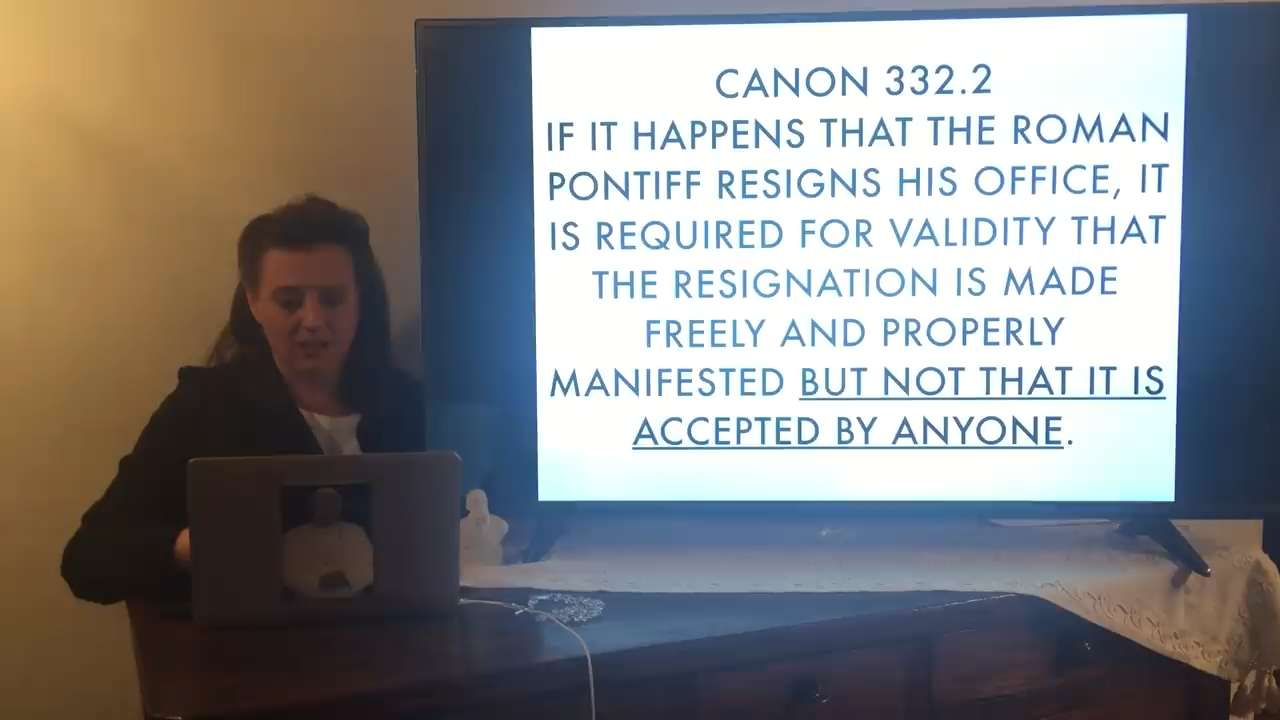 CANON 332.2
IF IT HAPPENS THAT THE ROMAN
PONTIFF RESIGNS HIS OFFICE, IT
IS REQUIRED FOR VALIDITY THAT
THE RESIGNATION IS MADE
FREELY AND PROPERLY
MANIFESTED BUT NOT THAT IT IS
ACCEPTED BY ANYONE.